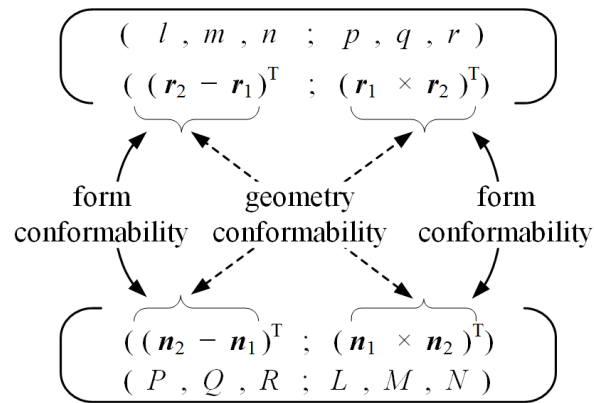 ( l , m , n ; p , q , r )
( ( r₂ − r₁ )ᵀ ; ( r₁ × r₂ )ᵀ)
form conformability
geometry conformability
form conformability
( ( n₂ − n₁ )ᵀ ; ( n₁ × n₂ )ᵀ)
( P , Q , R ; L , M , N )